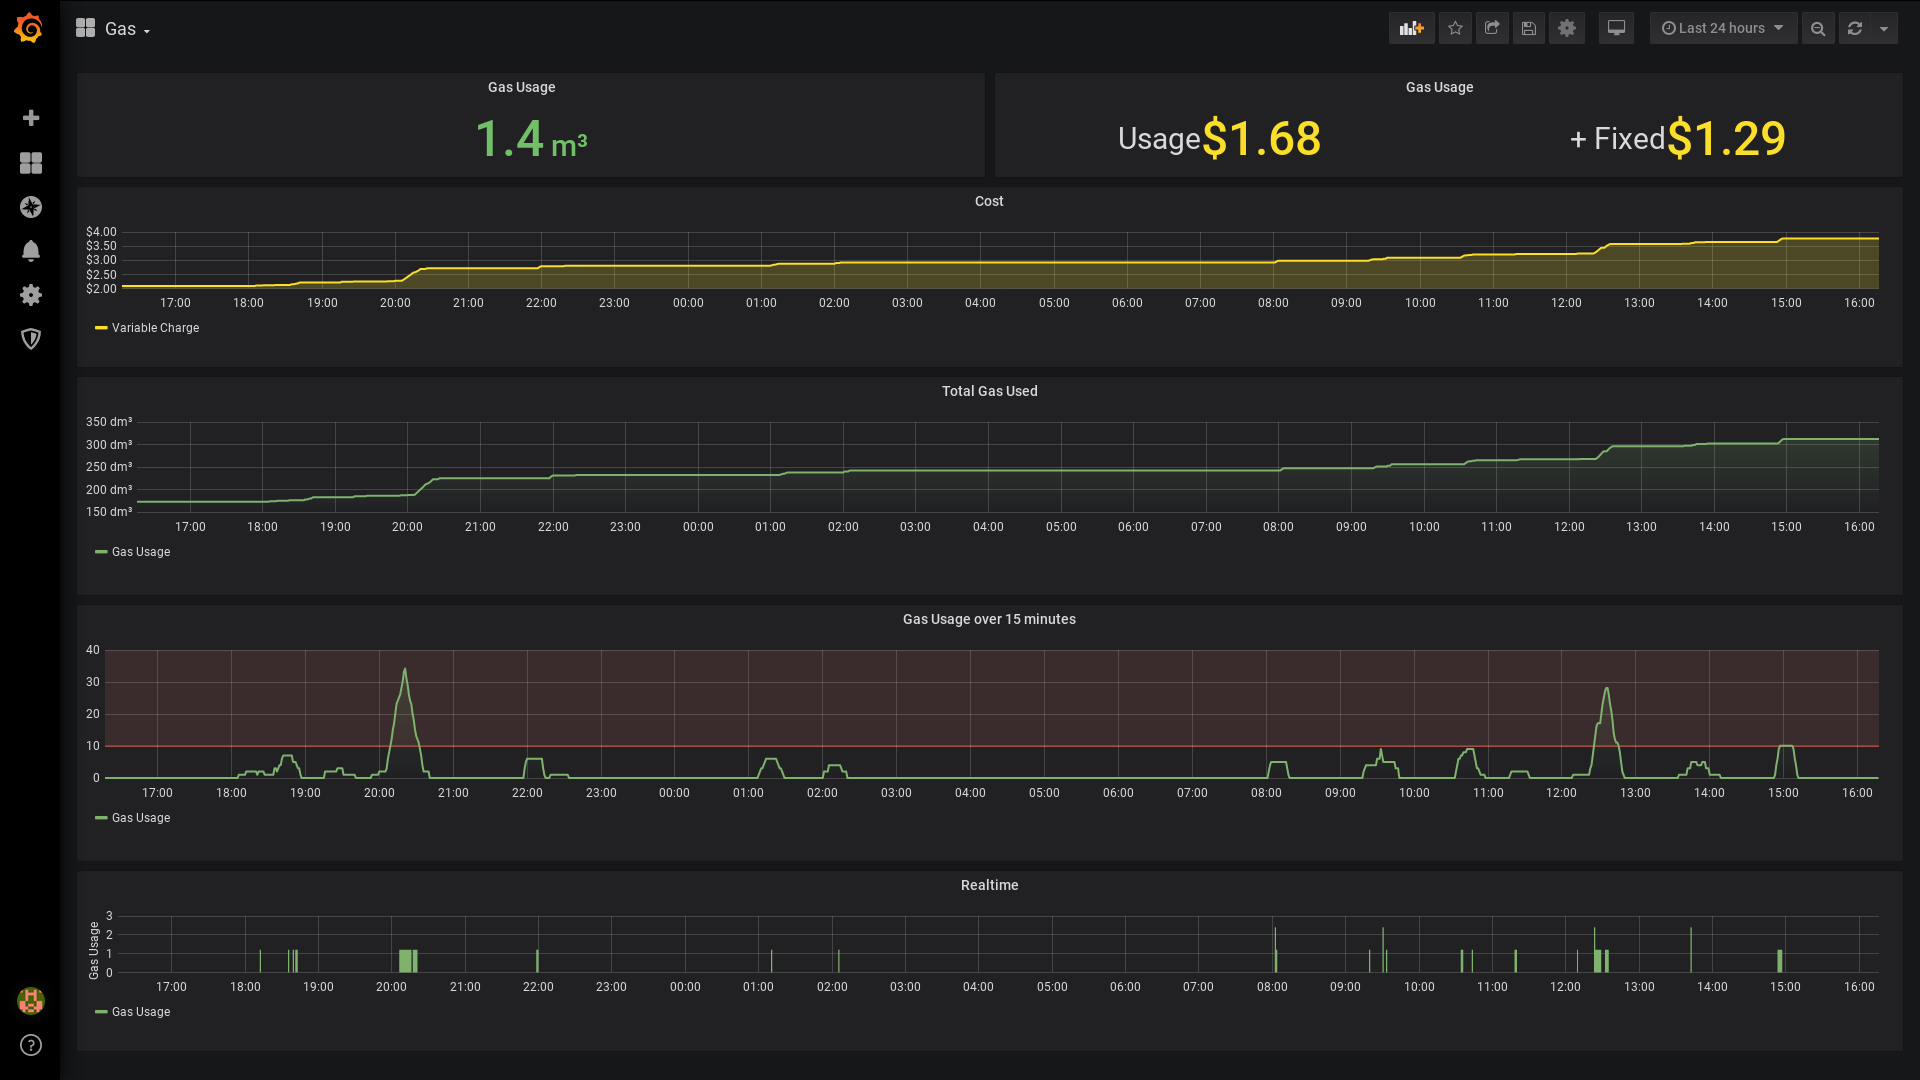 Gas
Last 24 hours
Gas Usage
1.4 m³
Gas Usage
Usage$1.68
+ Fixed$1.29
Cost
$4.00
$3.50
$3.00
$2.50
$2.00
17:00 18:00 19:00 20:00 21:00 22:00 23:00 00:00 01:00 02:00 03:00 04:00 05:00 06:00 07:00 08:00 09:00 10:00 11:00 12:00 13:00 14:00 15:00 16:00
Variable Charge
Total Gas Used
350 dm³
300 dm³
250 dm³
200 dm³
150 dm³
17:00 18:00 19:00 20:00 21:00 22:00 23:00 00:00 01:00 02:00 03:00 04:00 05:00 06:00 07:00 08:00 09:00 10:00 11:00 12:00 13:00 14:00 15:00 16:00
Gas Usage
Gas Usage over 15 minutes
40
30
20
10
0
17:00 18:00 19:00 20:00 21:00 22:00 23:00 00:00 01:00 02:00 03:00 04:00 05:00 06:00 07:00 08:00 09:00 10:00 11:00 12:00 13:00 14:00 15:00 16:00
Gas Usage
Realtime
Gas Usage
3
2
1
0
17:00 18:00 19:00 20:00 21:00 22:00 23:00 00:00 01:00 02:00 03:00 04:00 05:00 06:00 07:00 08:00 09:00 10:00 11:00 12:00 13:00 14:00 15:00 16:00
Gas Usage